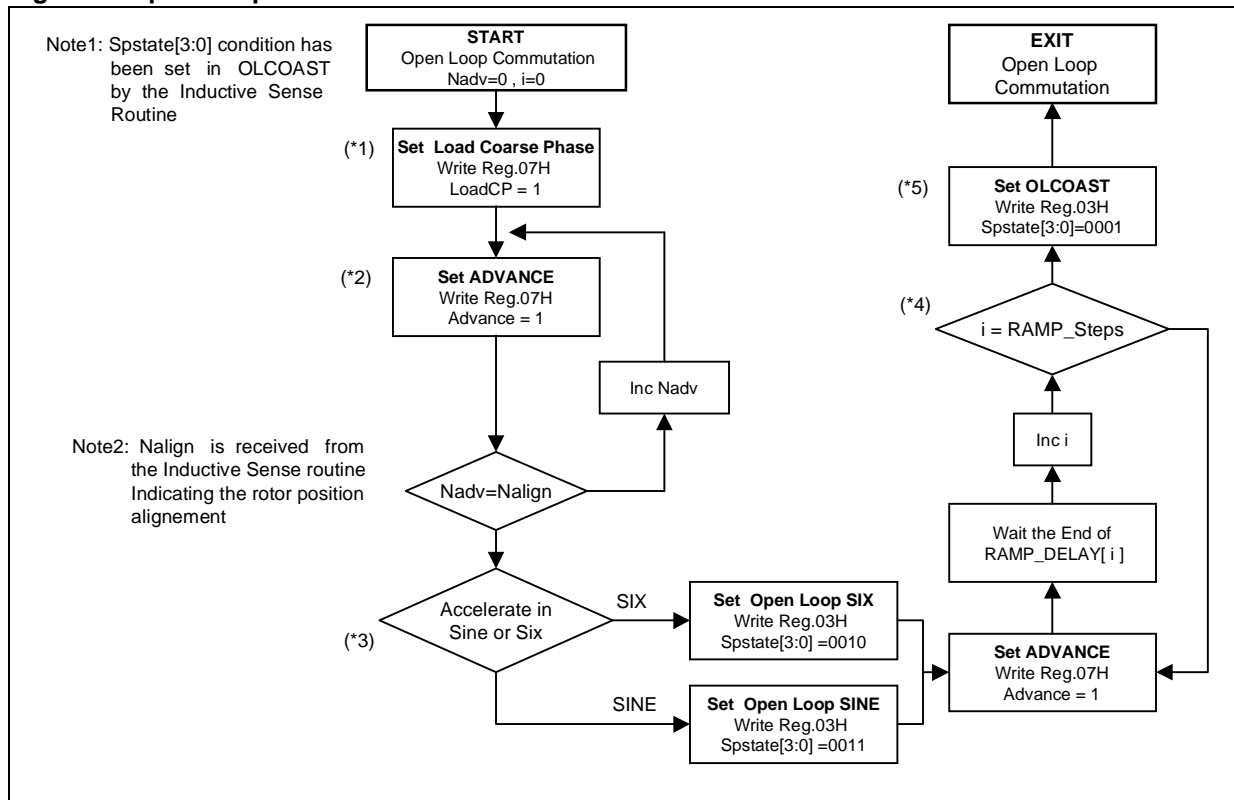 Note1: Spstate[3:0] condition has
been set in OLCOAST
by the Inductive Sense
Routine
START
Open Loop Commutation
Nadv=0 , i=0
(*1)
Set Load Coarse Phase
Write Reg.07H
LoadCP = 1
(*2)
Set ADVANCE
Write Reg.07H
Advance = 1
Inc Nadv
Note2: Nalign is received from
the Inductive Sense routine
Indicating the rotor position
alignement
Nadv=Nalign
(*3)
Accelerate in
Sine or Six
SIX
Set Open Loop SIX
Write Reg.03H
Spstate[3:0] =0010
SINE
Set Open Loop SINE
Write Reg.03H
Spstate[3:0] =0011
EXIT
Open Loop
Commutation
(*5)
Set OLCOAST
Write Reg.03H
Spstate[3:0]=0001
(*4)
i = RAMP_Steps
Inc i
Wait the End of
RAMP_DELAY[ i ]
Set ADVANCE
Write Reg.07H
Advance = 1